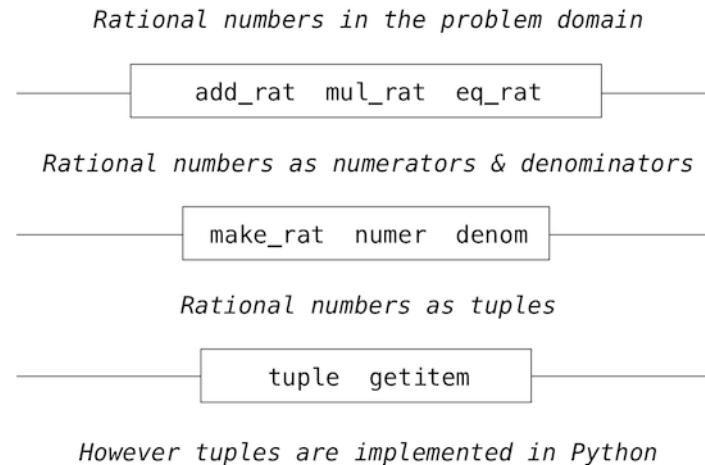 Rational numbers in the problem domain
add_rat mul_rat eq_rat
Rational numbers as numerators & denominators
make_rat numer denom
Rational numbers as tuples
tuple getitem
However tuples are implemented in Python